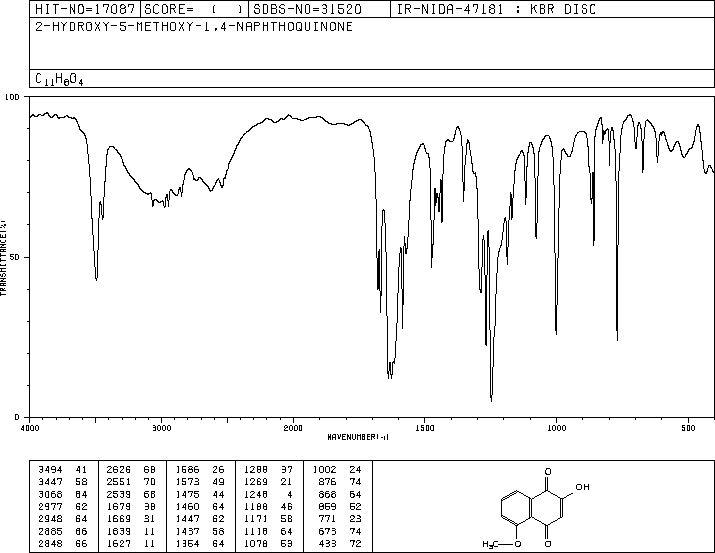 HIT-NO=17087 SCORE= ( ) SDBS-NO=31520 IR-NIDA-47181 : KBR DISC
2-HYDROXY-5-METHOXY-1,4-NAPHTHOQUINONE
C11H8O4
100
50
0
TRANSMITTANCE(%)
4000 3000 2000 1500 1000 500
WAVENUMBER(-1)
3494 41 2626 68 1586 26 1288 37 1002 24
3447 58 2551 70 1573 49 1269 21 876 74
3068 64 2539 68 1475 44 1248 4 868 64
2977 62 1679 38 1460 64 1188 46 859 52
2948 64 1669 31 1447 62 1171 58 771 23
2885 66 1639 11 1437 58 1118 64 673 74
2848 66 1627 11 1354 64 1078 53 433 72
O
OH
H3C
O
O